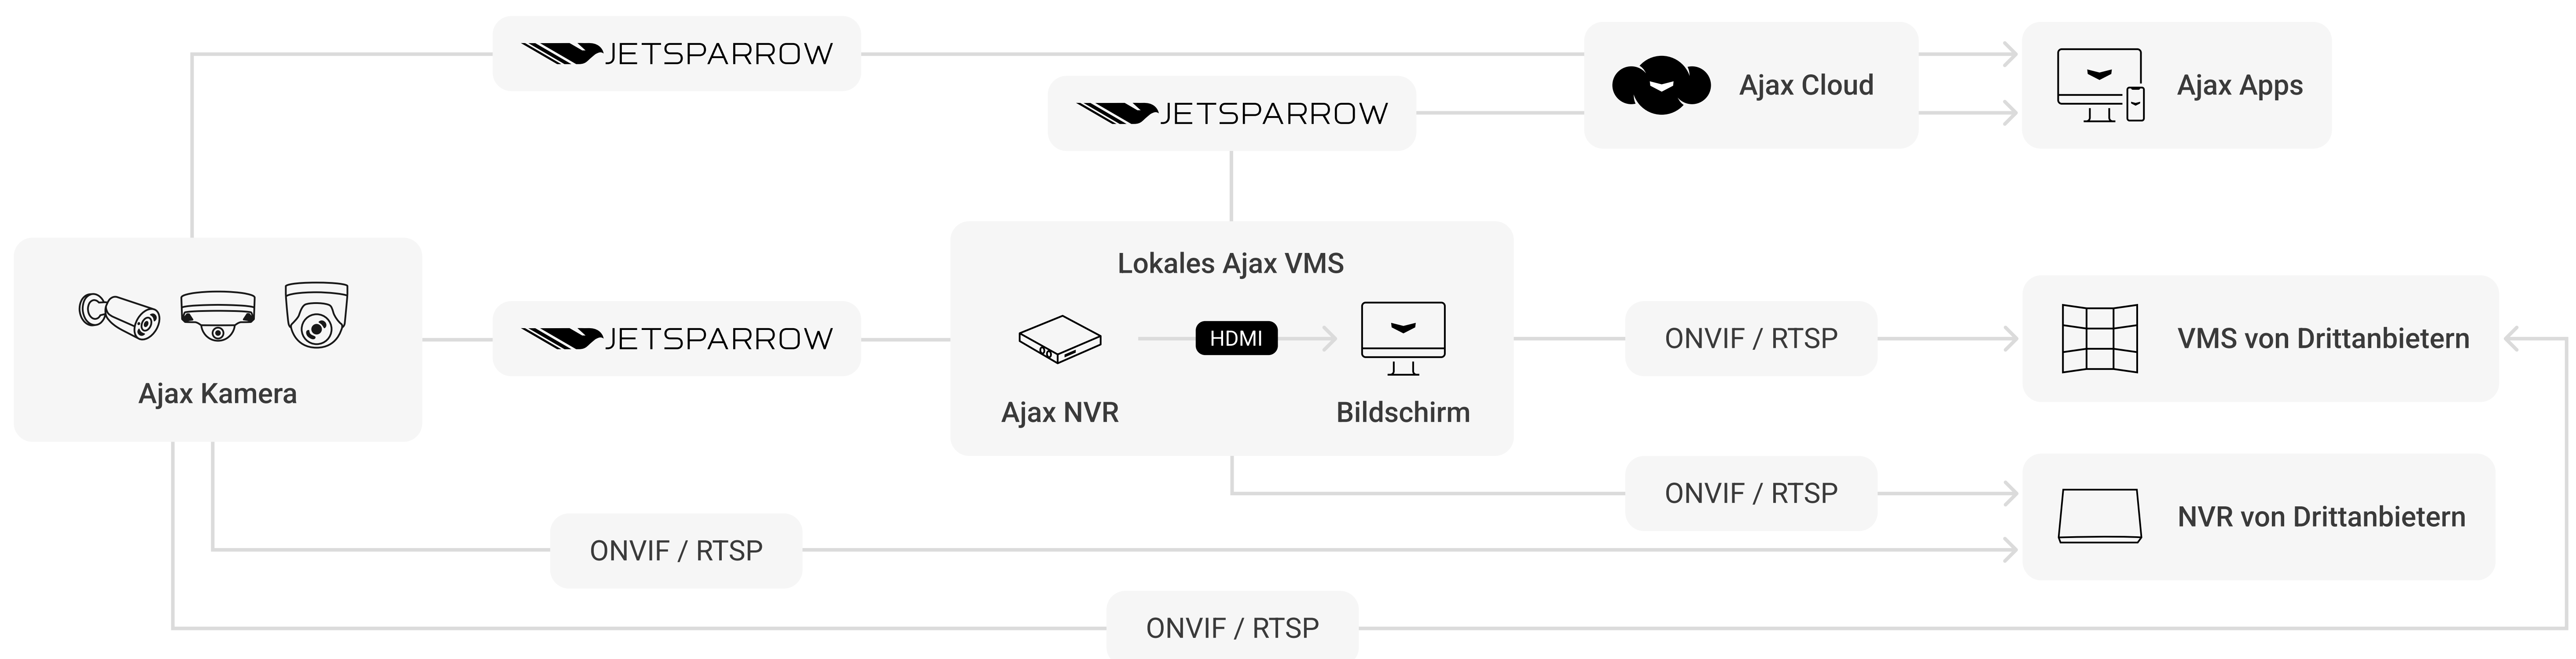 JETSPARROW
JETSPARROW
Ajax Cloud
Ajax Apps
Lokales Ajax VMS
Ajax Kamera
JETSPARROW
HDMI
Ajax NVR
Bildschirm
ONVIF / RTSP
VMS von Drittanbietern
ONVIF / RTSP
NVR von Drittanbietern
ONVIF / RTSP
ONVIF / RTSP